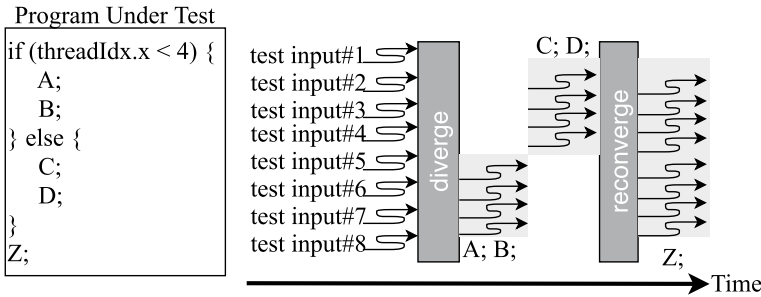 Program Under Test
if (threadIdx.x < 4) {
A;
B;
} else {
C;
D;
}
Z;
test input#1
test input#2
test input#3
test input#4
test input#5
test input#6
test input#7
test input#8
diverge
A; B;
C; D;
reconverge
Z;
Time